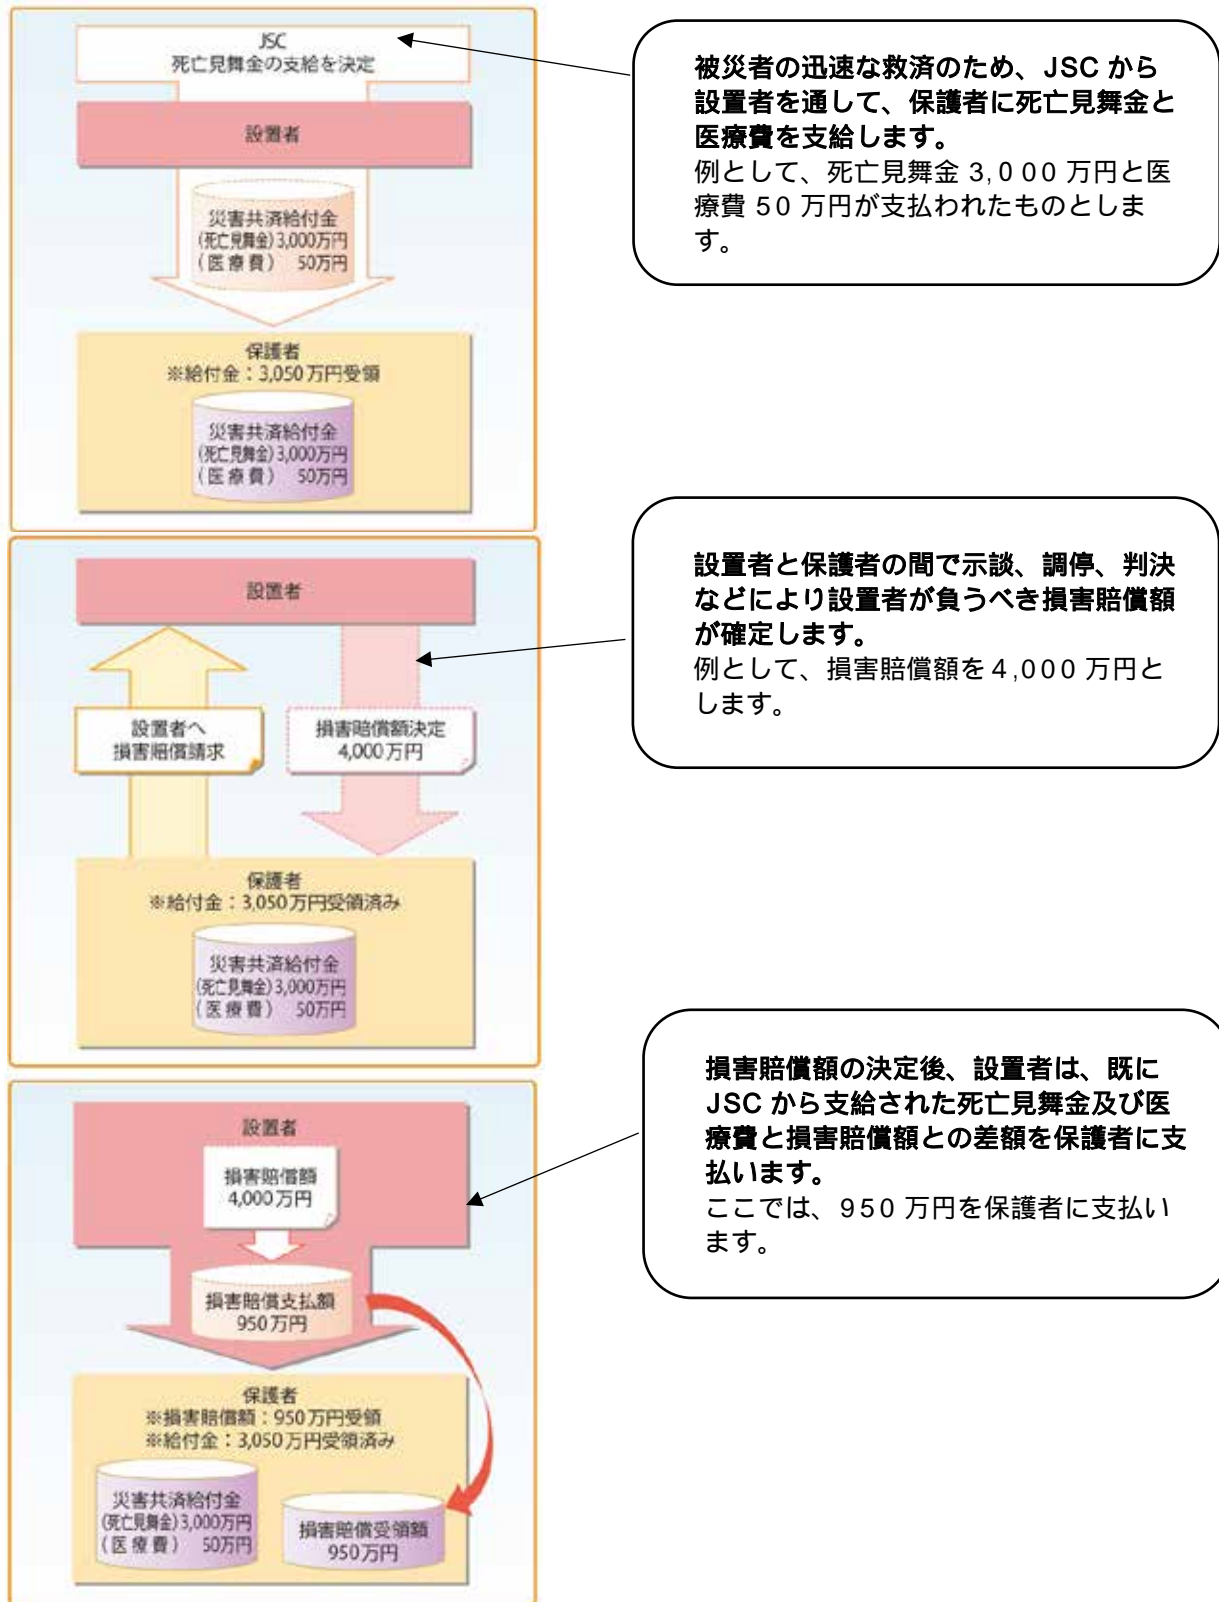 JSC
死亡見舞金の支給を決定
設置者
災害共済給付金
(死亡見舞金)3,000万円
(医療費) 50万円
保護者
※給付金：3,050万円受領
災害共済給付金
(死亡見舞金)3,000万円
(医療費) 50万円
被災者の迅速な救済のため、JSC から
設置者を通して、保護者に死亡見舞金と
医療費を支給します。
例として、死亡見舞金 3,000 万円と医
療費 50 万円が支払われたものとしま
す。
設置者
設置者へ
損害賠償請求
損害賠償額決定
4,000万円
保護者
※給付金：3,050万円受領済み
災害共済給付金
(死亡見舞金)3,000万円
(医療費) 50万円
設置者と保護者の間で示談、調停、判決
などにより設置者が負うべき損害賠償額
が確定します。
例として、損害賠償額を 4,000 万円と
します。
設置者
損害賠償額
4,000万円
損害賠償支払額
950万円
保護者
※損害賠償額：950万円受領
※給付金：3,050万円受領済み
災害共済給付金
(死亡見舞金)3,000万円
(医療費) 50万円
損害賠償受領額
950万円
損害賠償額の決定後、設置者は、既に
JSC から支給された死亡見舞金及び医
療費と損害賠償額との差額を保護者に支
払います。
ここでは、950 万円を保護者に支払い
ます。